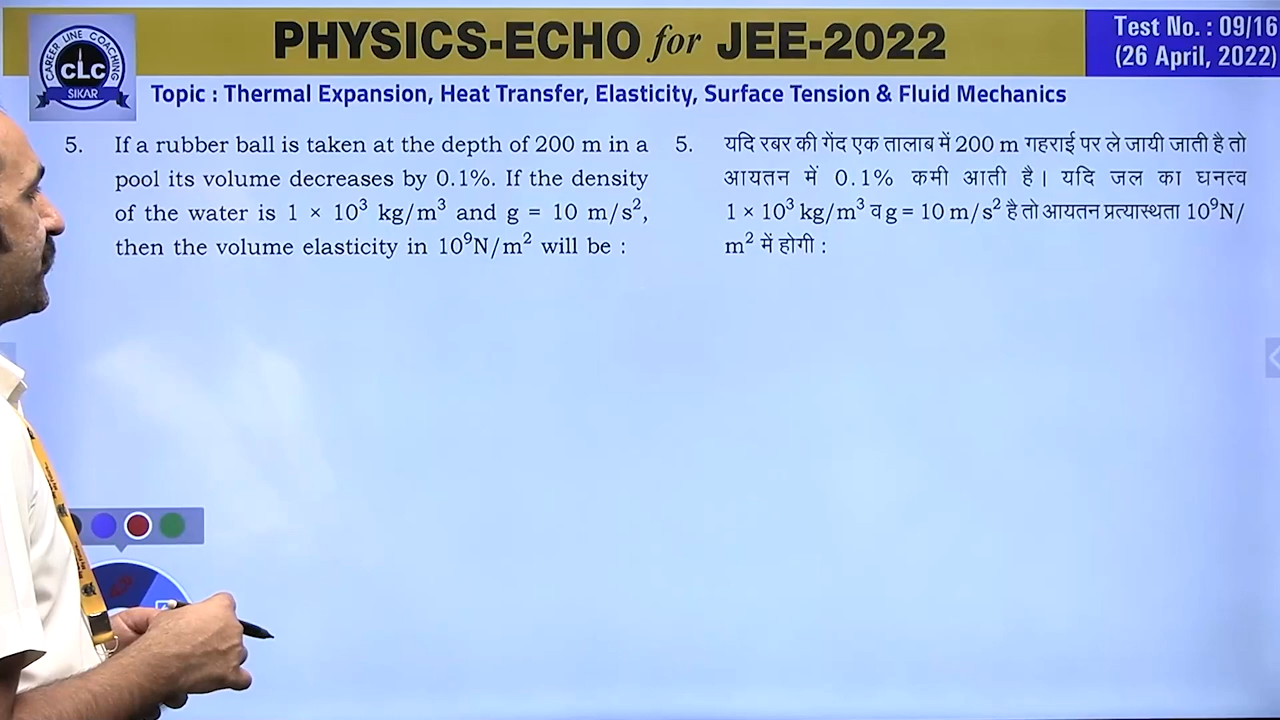 PHYSICS-ECHO for JEE-2022
Test No. : 09/16
(26 April, 2022)
CAREER LINE COACHING
CLC
SIKAR
Topic : Thermal Expansion, Heat Transfer, Elasticity, Surface Tension & Fluid Mechanics
5. If a rubber ball is taken at the depth of 200 m in a
pool its volume decreases by 0.1%. If the density
of the water is 1 × 10³ kg/m³ and g = 10 m/s²,
then the volume elasticity in 10⁹N/m² will be :
5. यदि रबर की गेंद एक तालाब में 200 m गहराई पर ले जायी जाती है तो
आयतन में 0.1% कमी आती है। यदि जल का घनत्व
1 × 10³ kg/m³ व g = 10 m/s² है तो आयतन प्रत्यास्थता 10⁹N/
m² में होगी :